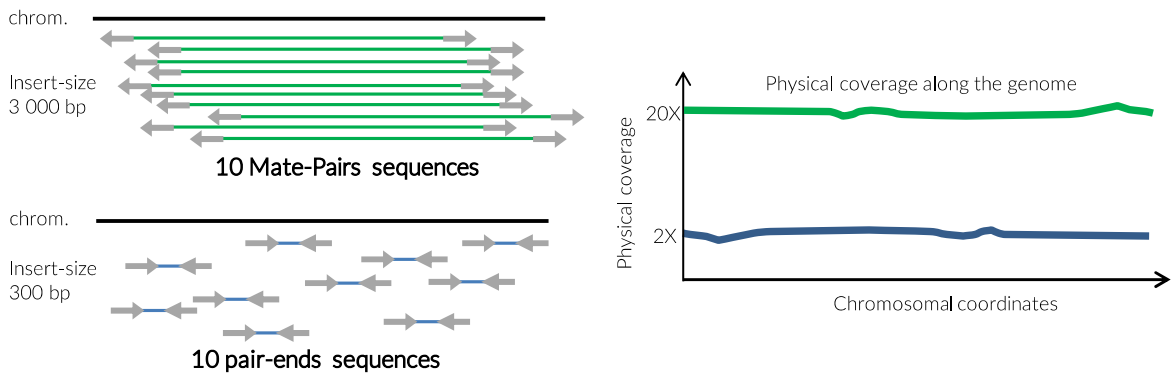 chrom.
Insert-size
3 000 bp
10 Mate-Pairs sequences
chrom.
Insert-size
300 bp
10 pair-ends sequences
Physical coverage along the genome
20X
2X
Physical coverage
Chromosomal coordinates